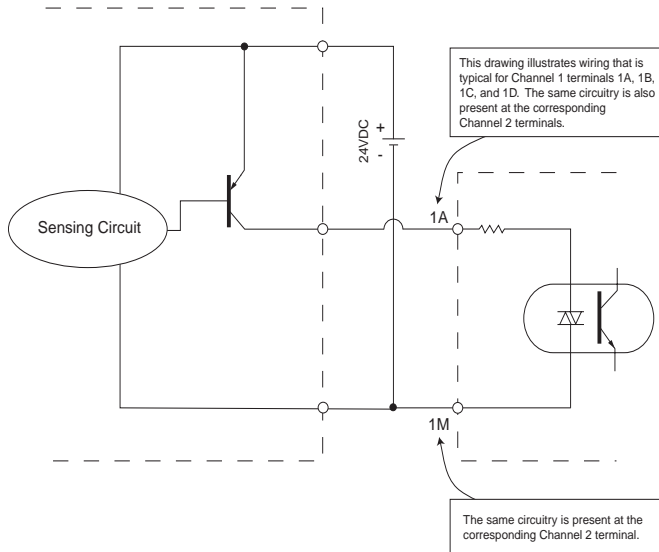 This drawing illustrates wiring that is
typical for Channel 1 terminals 1A, 1B,
1C, and 1D. The same circuitry is also
present at the corresponding
Channel 2 terminals.
24VDC
+
-
1A
Sensing Circuit
1M
The same circuitry is present at the
corresponding Channel 2 terminal.